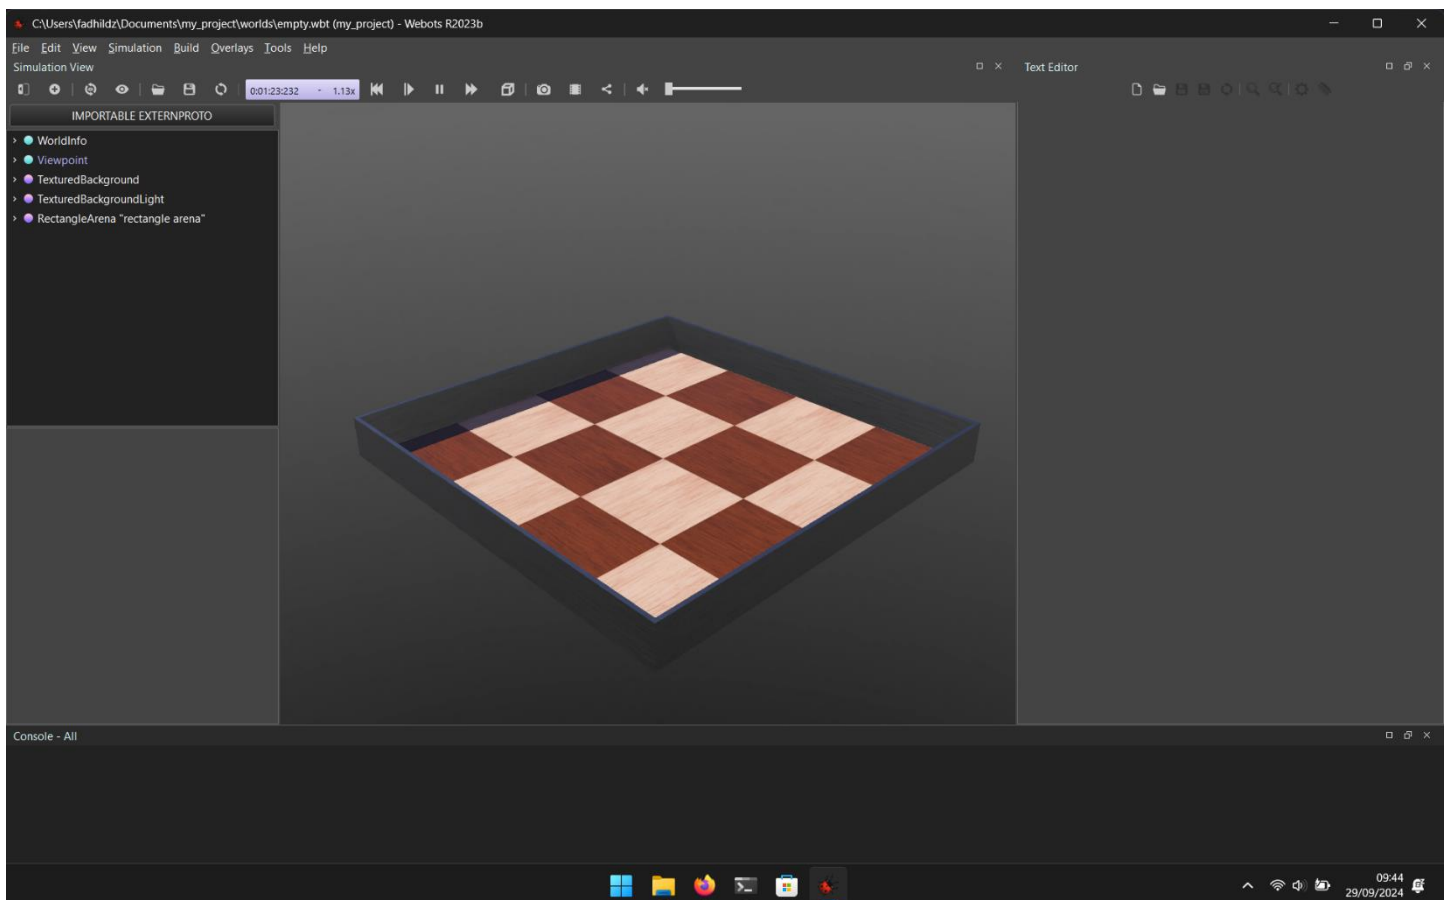 C:\Users\fadhildz\Documents\my_project\worlds\empty.wbt (my_project) - Webots R2023b
File Edit View Simulation Build Overlays Tools Help
Simulation View
Text Editor
0:01:23:232 - 1.13x
IMPORTABLE EXTERNPROTO
WorldInfo
Viewpoint
TexturedBackground
TexturedBackgroundLight
RectangleArena "rectangle arena"
Console - All
09:44
29/09/2024